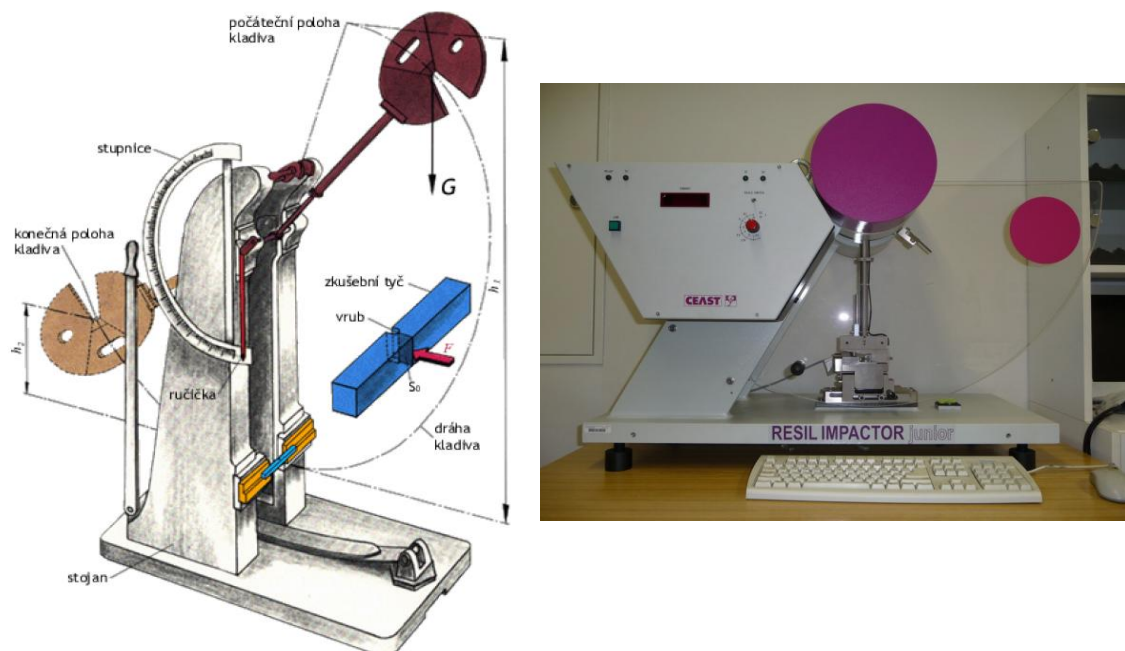 počáteční poloha
kladiva
stupnice
G
konečná poloha
kladiva
zkušební tyč
vrub
h₁
F
S₀
h₂
ručička
dráha
kladiva
stojan
CEAST
RESIL IMPACTOR junior